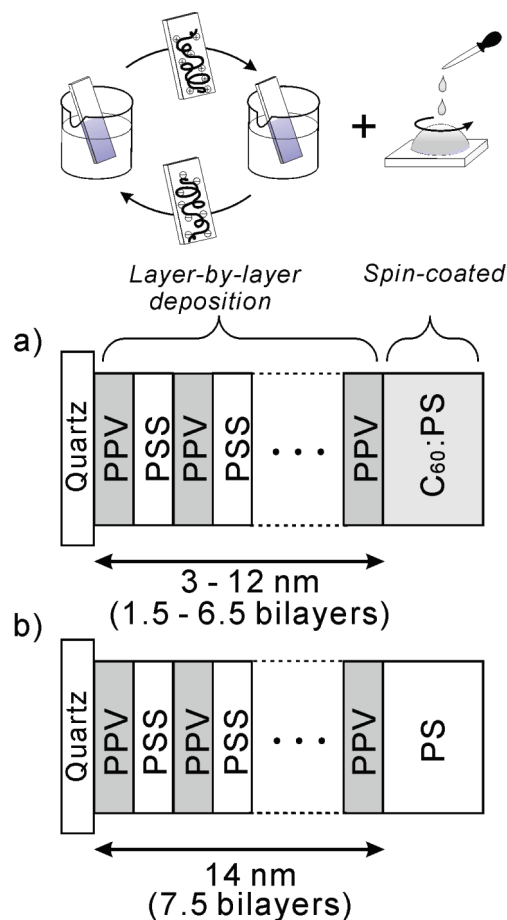 Layer-by-layer
deposition
Spin-coated
a)
Quartz
PPV
PSS
PPV
PSS
...
PPV
C₆₀:PS
3 - 12 nm
(1.5 - 6.5 bilayers)
b)
Quartz
PPV
PSS
PPV
PSS
...
PPV
PS
14 nm
(7.5 bilayers)